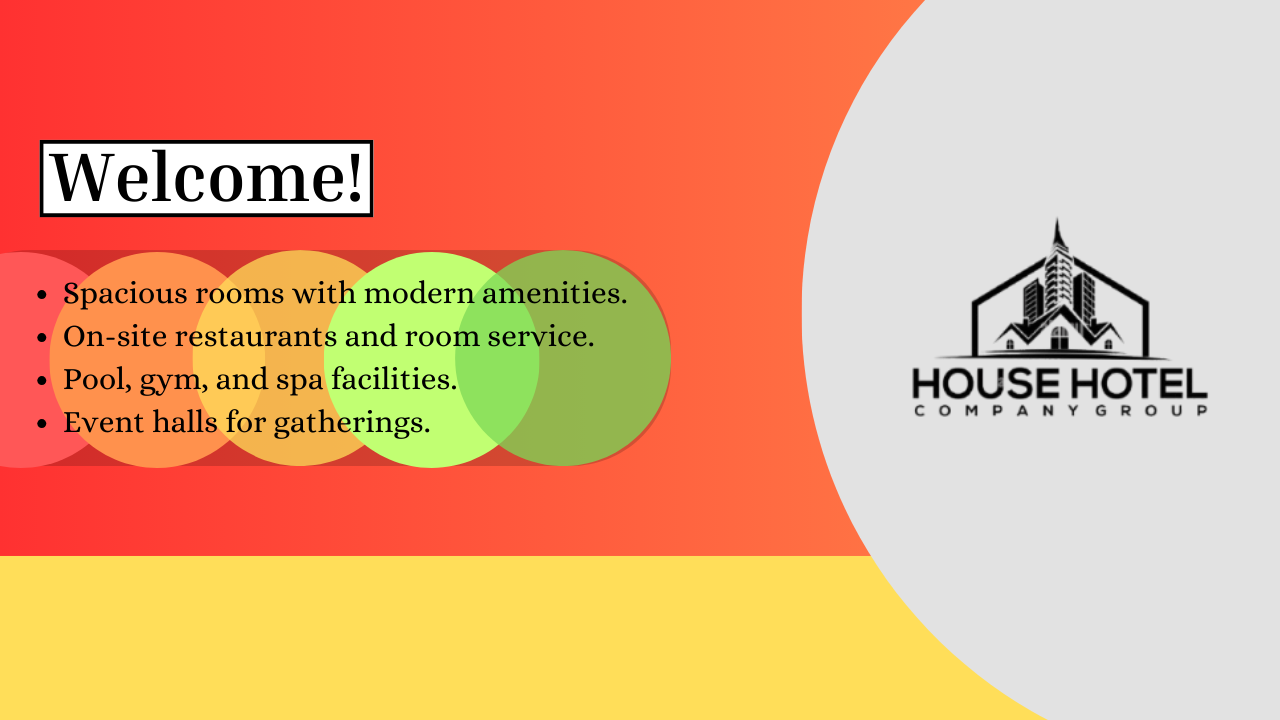 Welcome!
• Spacious rooms with modern amenities.
• On-site restaurants and room service.
• Pool, gym, and spa facilities.
• Event halls for gatherings.
HOUSE HOTEL
COMPANY GROUP